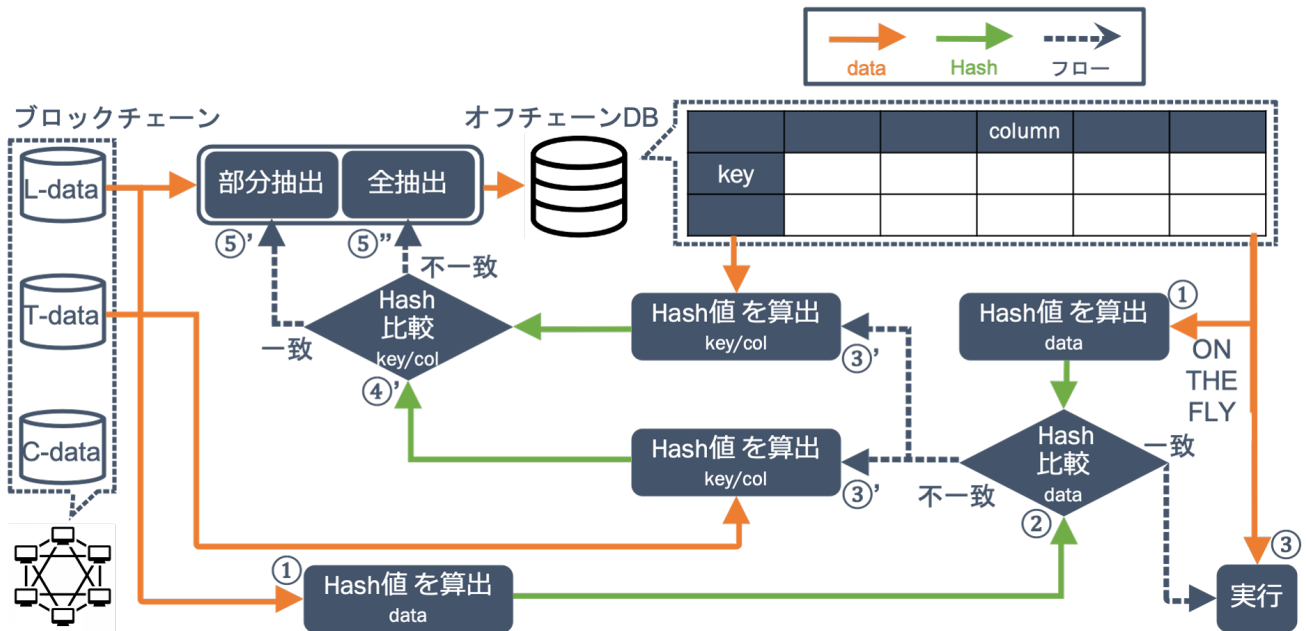 data
Hash
フロー
ブロックチェーン
オフチェーンDB
column
key
L-data
部分抽出
全抽出
⑤’
⑤”
不一致
T-data
Hash
比較
key/col
一致
④’
Hash値 を算出
key/col
③’
Hash値 を算出
data
①
ON
THE
FLY
C-data
Hash値 を算出
key/col
③’
不一致
Hash
比較
data
一致
②
①
Hash値 を算出
data
③
実行